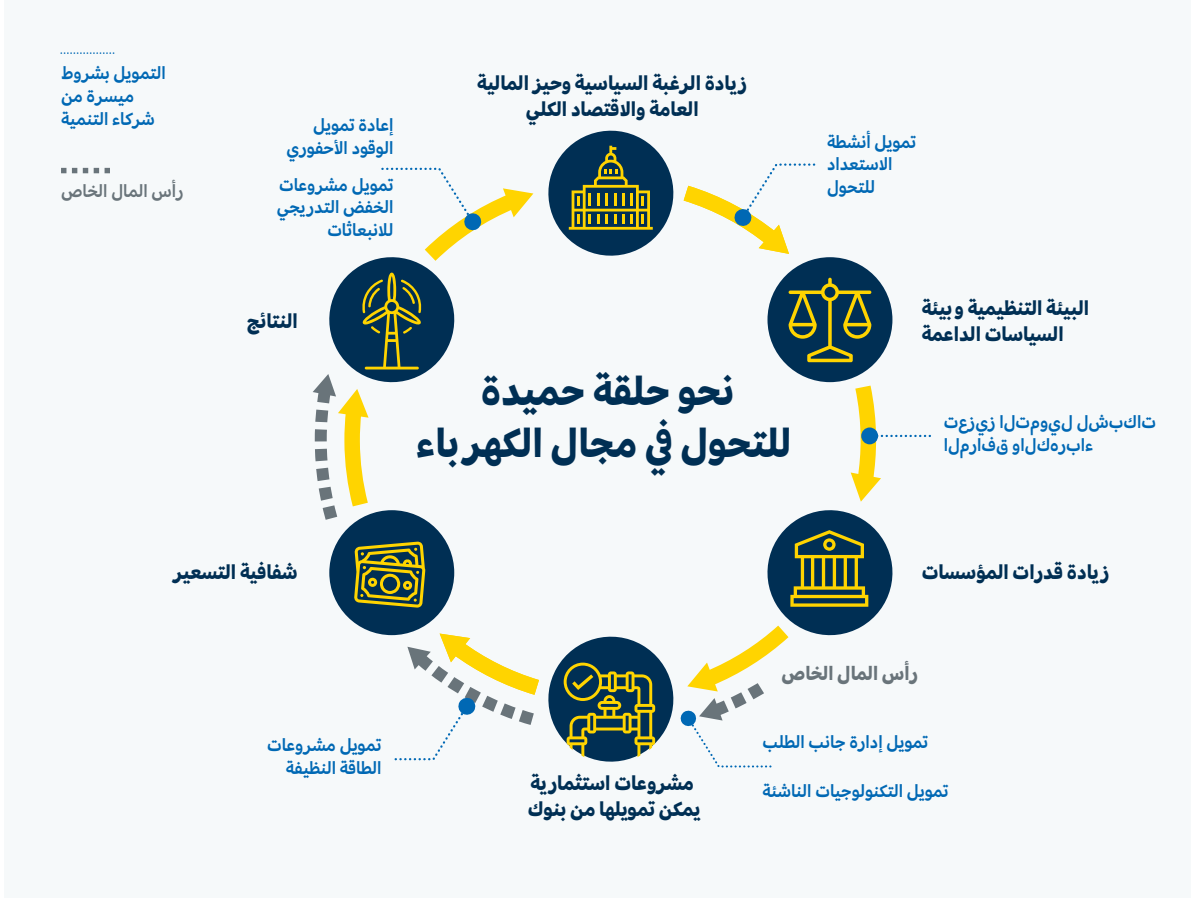 التمويل بشروط
ميسرة من
شركاء التنمية
رأس المال الخاص
زيادة الرغبة السياسية وحيز المالية
العامة والاقتصاد الكلي
تمويل أنشطة
الاستعداد
للتحول
إعادة تمويل
الوقود الأحفوري
تمويل مشروعات
الخفض التدريجي
للانبعاثات
البيئة التنظيمية وبيئة
السياسات الداعمة
النتائج
نحو حلقة حميدة
للتحول في مجال الكهرباء
تاكبشل ليومتلا زيزعت
ءابرهكلاو قفارملا
زيادة قدرات المؤسسات
شفافية التسعير
رأس المال الخاص
تمويل إدارة جانب الطلب
تمويل التكنولوجيات الناشئة
تمويل مشروعات
الطاقة النظيفة
مشروعات استثمارية
يمكن تمويلها من بنوك